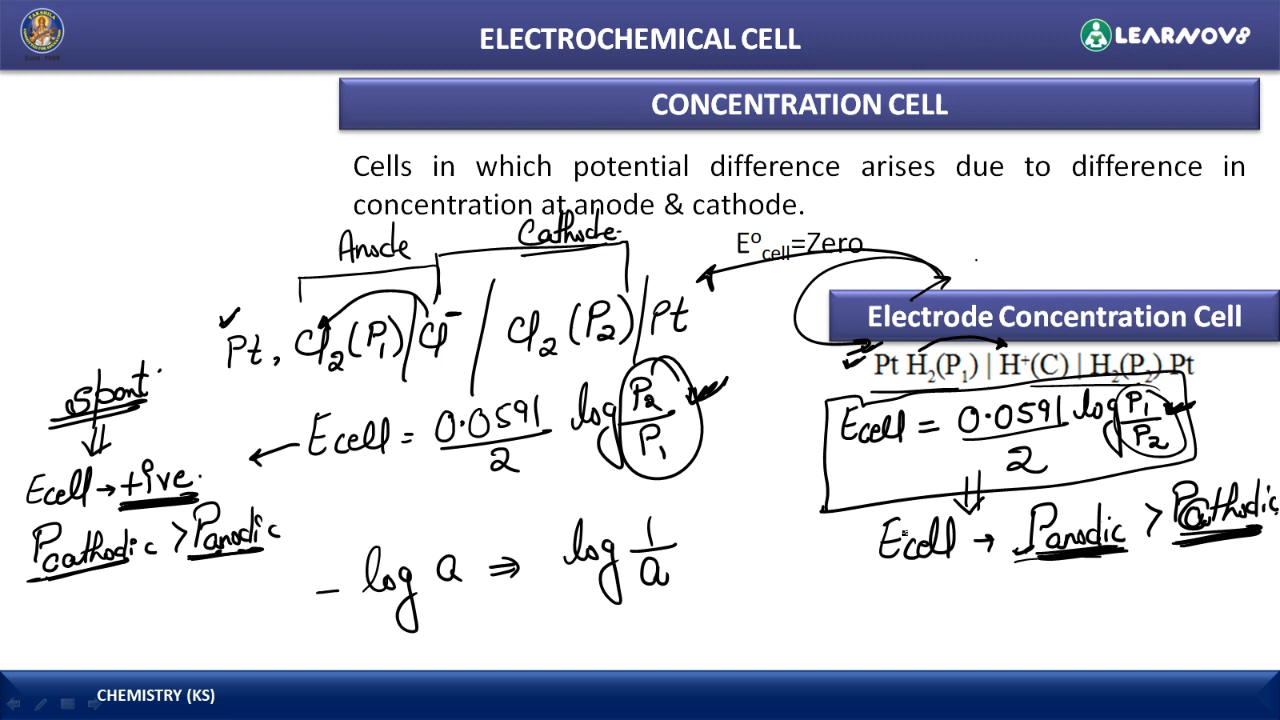 ELECTROCHEMICAL CELL
LEARNOV8
CONCENTRATION CELL
Cells in which potential difference arises due to difference in
concentration at anode & cathode.
E°cell=Zero
Anode
Cathode
Pt, Cl₂(P₁)/Cl⁻ / Cl₂(P₂)/Pt
Electrode Concentration Cell
Pt H₂(P₁) | H⁺(C) | H₂(P₂) Pt
Spont.
Ecell = 0.0591/2 log P₂/P₁
Ecell = 0.0591/2 log P₁/P₂
Ecell → +ive.
Pcathodic > Panodic
Ecell → Panodic > PCathodic
- log a ⇒ log 1/a
CHEMISTRY (KS)